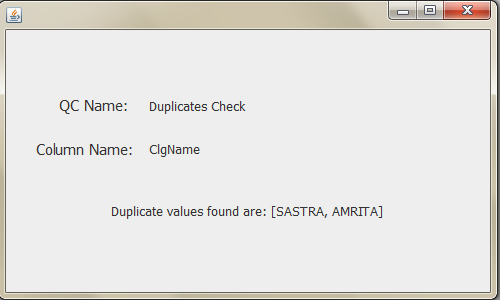 QC Name: Duplicates Check
Column Name: ClgName
Duplicate values found are: [SASTRA, AMRITA]